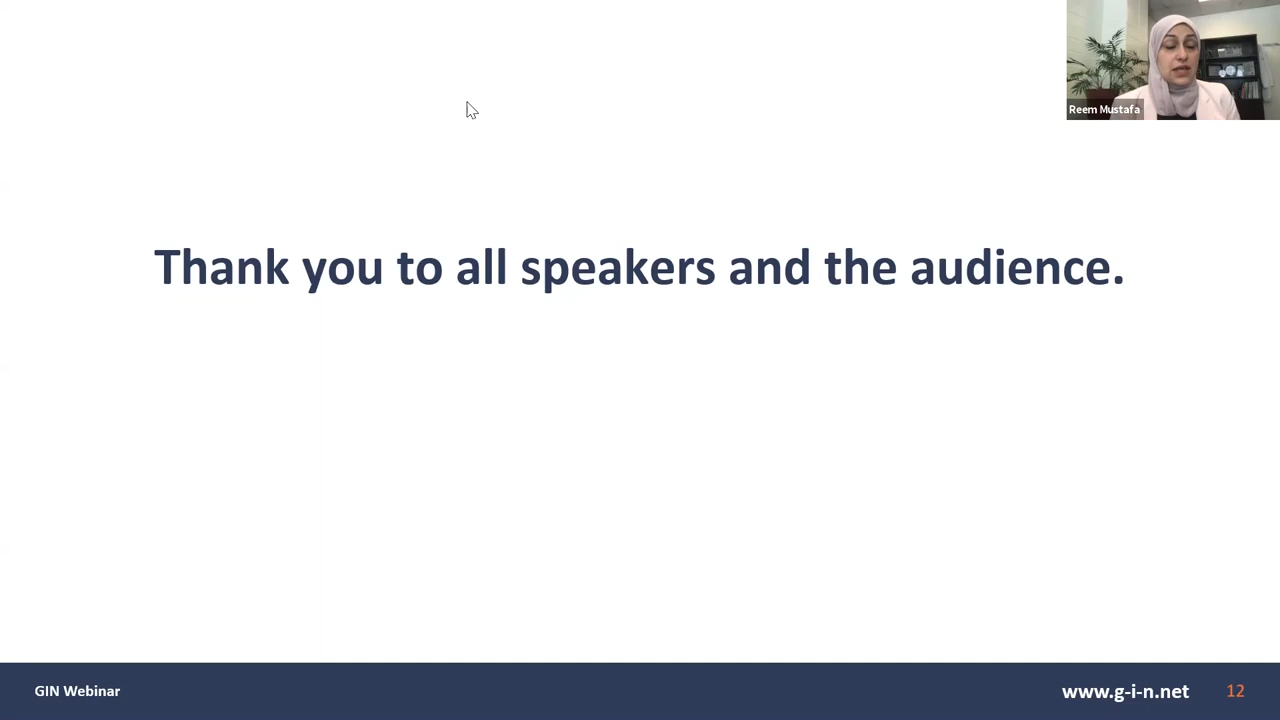 Reem Mustafa
Thank you to all speakers and the audience.
GIN Webinar
www.g-i-n.net
12